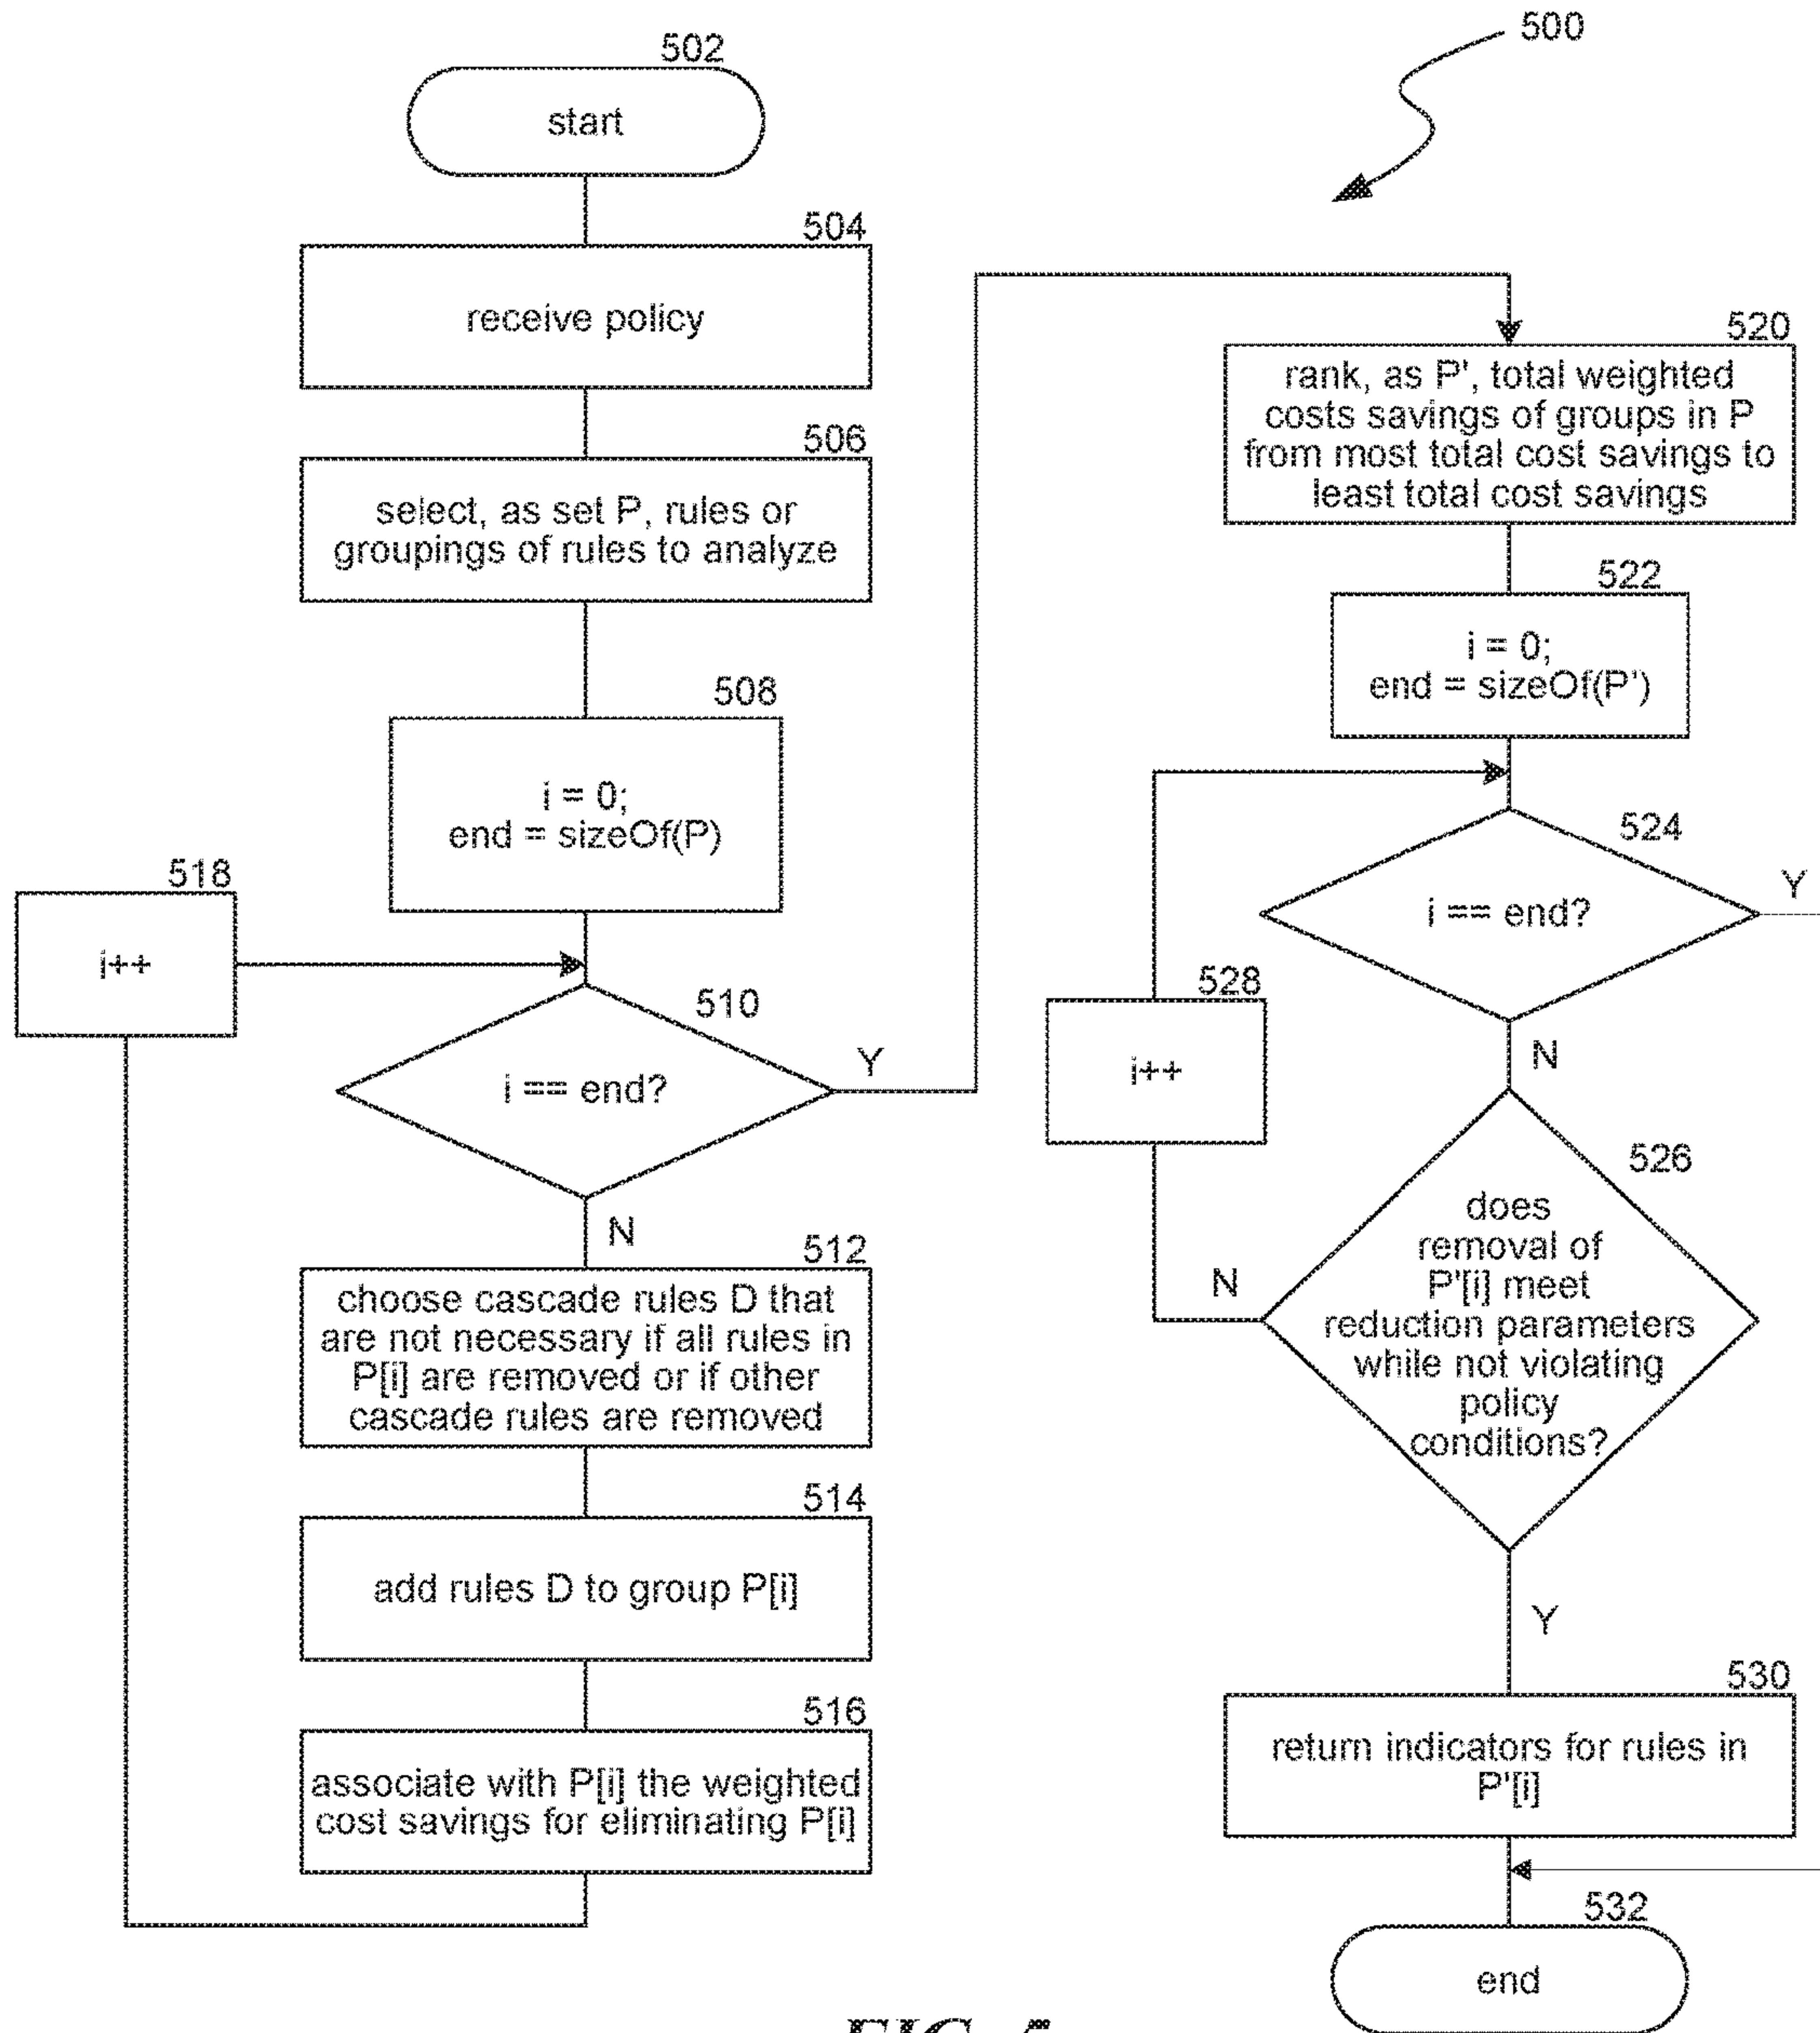 500
502
start
504
receive policy
506
select, as set P, rules or
groupings of rules to analyze
508
i = 0;
end = sizeOf(P)
518
i++
510
i == end?
Y
N
512
choose cascade rules D that
are not necessary if all rules in
P[i] are removed or if other
cascade rules are removed
514
add rules D to group P[i]
516
associate with P[i] the weighted
cost savings for eliminating P[i]
520
rank, as P', total weighted
costs savings of groups in P
from most total cost savings to
least total cost savings
522
i = 0;
end = sizeOf(P')
524
i == end?
Y
N
528
i++
526
does
removal of
P'[i] meet
reduction parameters
while not violating
policy
conditions?
N
Y
530
return indicators for rules in
P'[i]
532
end